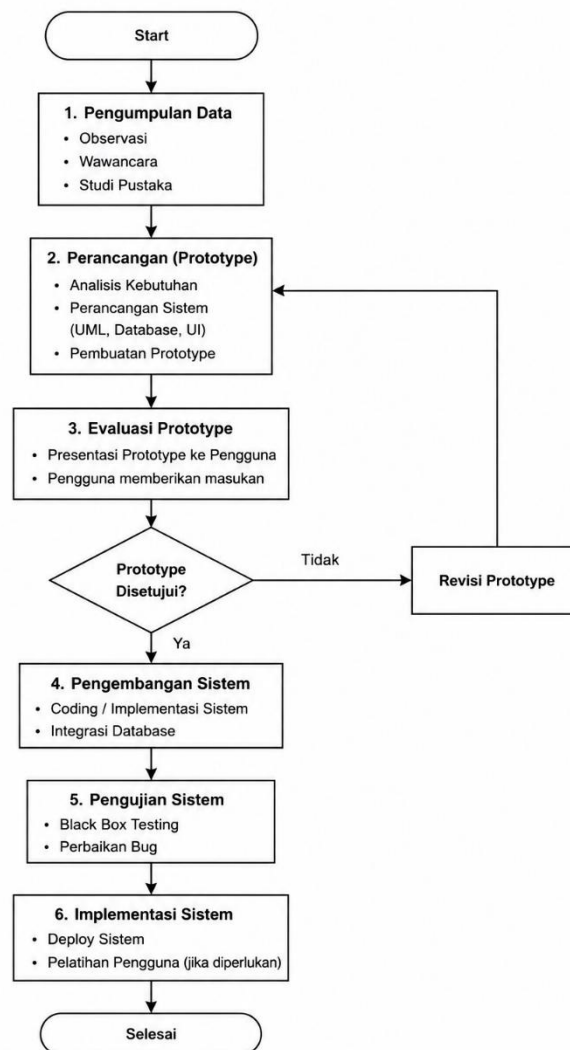 Start
1. Pengumpulan Data
• Observasi
• Wawancara
• Studi Pustaka
2. Perancangan (Prototype)
• Analisis Kebutuhan
• Perancangan Sistem
(UML, Database, UI)
• Pembuatan Prototype
3. Evaluasi Prototype
• Presentasi Prototype ke Pengguna
• Pengguna memberikan masukan
Prototype
Disetujui?
Tidak
Revisi Prototype
Ya
4. Pengembangan Sistem
• Coding / Implementasi Sistem
• Integrasi Database
5. Pengujian Sistem
• Black Box Testing
• Perbaikan Bug
6. Implementasi Sistem
• Deploy Sistem
• Pelatihan Pengguna (jika diperlukan)
Selesai